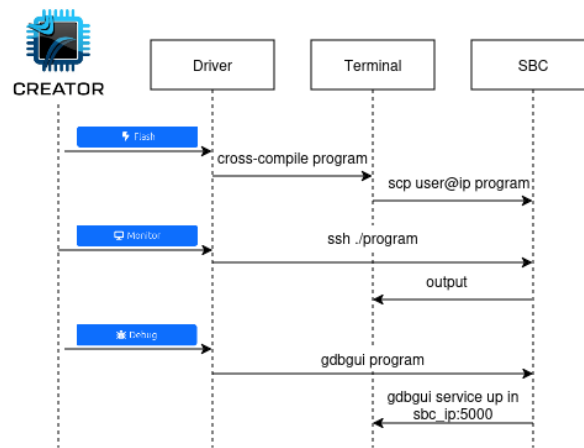 Driver
Terminal
SBC
CREATOR
Flash
cross-compile program
scp user@ip program
Monitor
ssh ./program
output
Debug
gdbgui program
gdbgui service up in
sbc_ip:5000